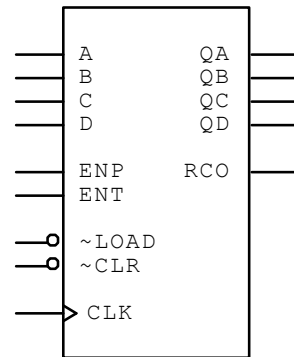 A QA
B QB
C QC
D QD
ENP RCO
ENT
~LOAD
~CLR
CLK